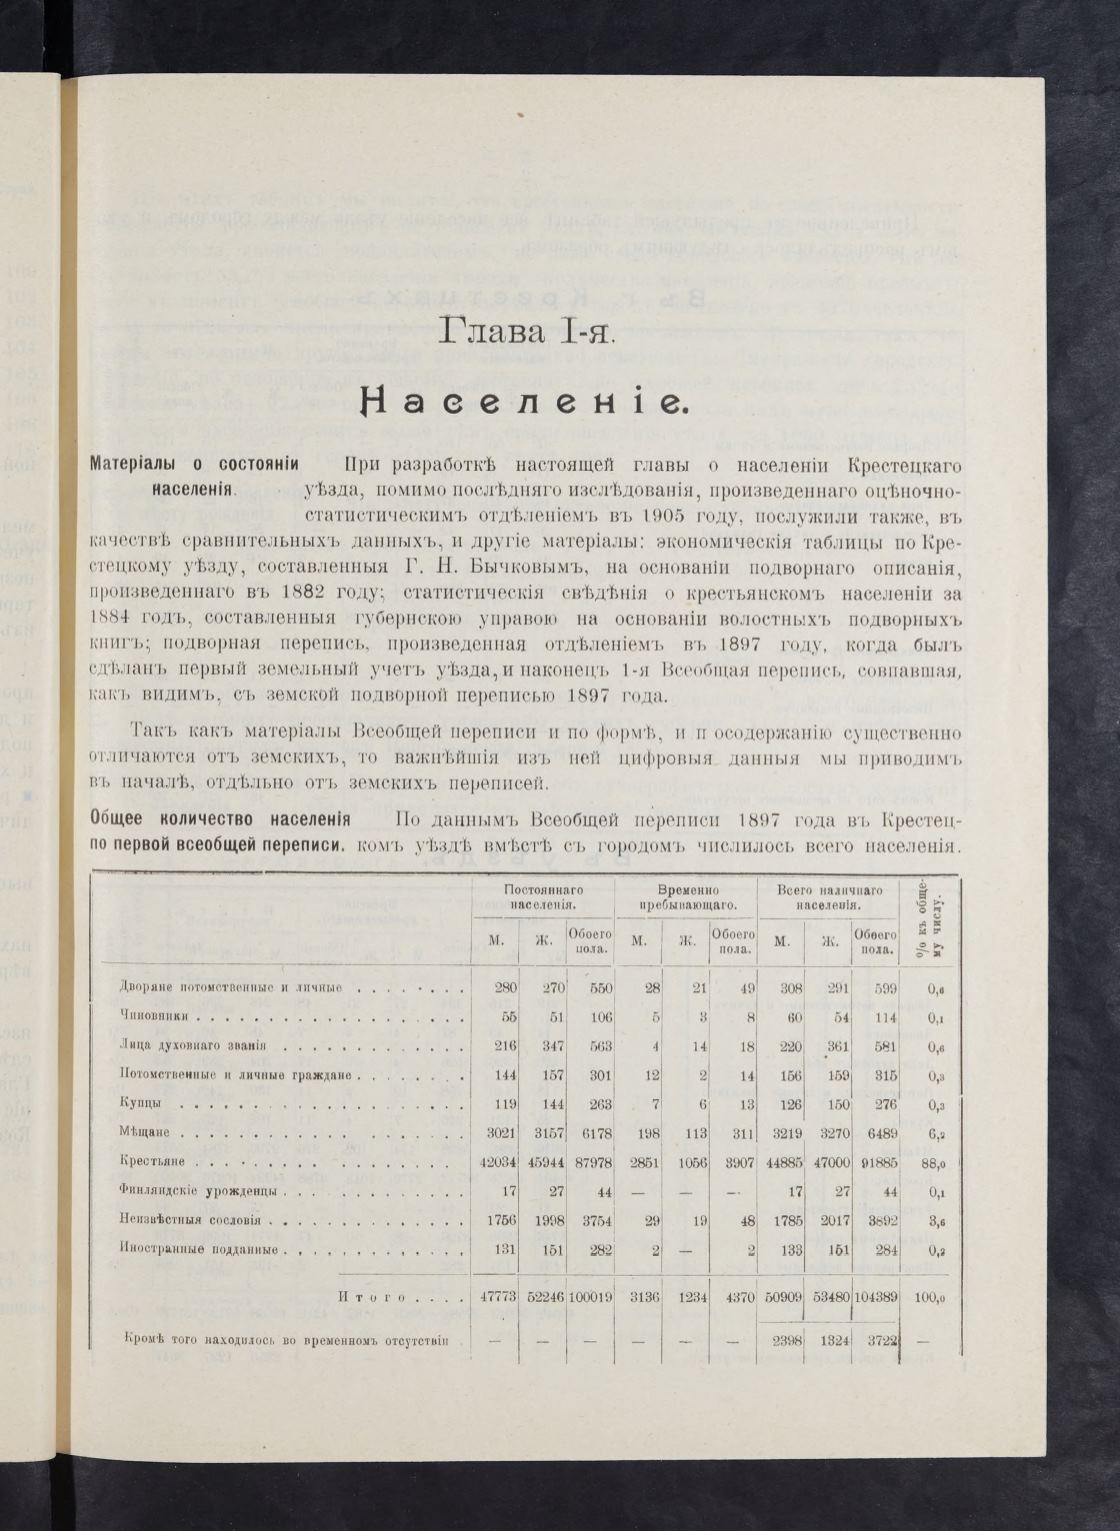 Глава I-я.
Населеніе.
Матеріалы о состояніи При разработкѣ настоящей главы о населеніи Крестецкаго
населенія. уѣзда, помимо послѣдняго изслѣдованія, произведеннаго оцѣночно-
статистическимъ отдѣленіемъ въ 1905 году, послужили также, въ
качествѣ сравнительныхъ данныхъ, и другіе матеріалы: экономическія таблицы по Кре-
стецкому уѣзду, составленныя Г. Н. Бычковымъ, на основаніи подворнаго описанія,
произведеннаго въ 1882 году; статистическія свѣдѣнія о крестьянскомъ населеніи за
1884 годъ, составленныя губернскою управою на основаніи волостныхъ подворныхъ
книгъ; подворная перепись, произведенная отдѣленіемъ въ 1897 году, когда былъ
сдѣланъ первый земельный учетъ уѣзда, и наконецъ 1-я Всеобщая перепись, совпавшая,
какъ видимъ, съ земской подворной переписью 1897 года.
Такъ какъ матеріалы Всеобщей переписи и по формѣ, и п осодержанію существенно
отличаются отъ земскихъ, то важнѣйшія изъ ней цифровыя данныя мы приводимъ
въ началѣ, отдѣльно отъ земскихъ переписей.
Общее количество населенія По даннымъ Всеобщей переписи 1897 года въ Крестец-
по первой всеобщей переписи. комъ уѣздѣ вмѣстѣ съ городомъ числилось всего населенія.
Постояннаго населенія. Временно пребывающаго. Всего наличнаго населенія. % къ обще-му числу.
М. Ж. Обоего пола. М. Ж. Обоего пола. М. Ж. Обоего пола.
Дворяне потомственные и личные . . . . . . . . 280 270 550 28 21 49 308 291 599 0,6
Чиновники . . . . . . . . . . . . . . . . . . 55 51 106 5 3 8 60 54 114 0,1
Лица духовнаго званія . . . . . . . . . . . . . 216 347 563 4 14 18 220 361 581 0,6
Потомственные и личные граждане . . . . . . . . 144 157 301 12 2 14 156 159 315 0,3
Купцы . . . . . . . . . . . . . . . . . . . . 119 144 263 7 6 13 126 150 276 0,3
Мѣщане . . . . . . . . . . . . . . . . . . . 3021 3157 6178 198 113 311 3219 3270 6489 6,2
Крестьяне . . . . . . . . . . . . . . . . . 42034 45944 87978 2851 1056 3907 44885 47000 91885 88,0
Финляндскіе урожденцы . . . . . . . . . . . . . 17 27 44 — — — 17 27 44 0,1
Неизвѣстныя сословія . . . . . . . . . . . . . . 1756 1998 3754 29 19 48 1785 2017 3892 3,6
Иностранные подданные . . . . . . . . . . . . . 131 151 282 2 — 2 133 151 284 0,2
Итого . . . . 47773 52246 100019 3136 1234 4370 50909 53480 104389 100,0
Кромѣ того находилось во временномъ отсутствіи . — — — — — — 2398 1324 3722 —